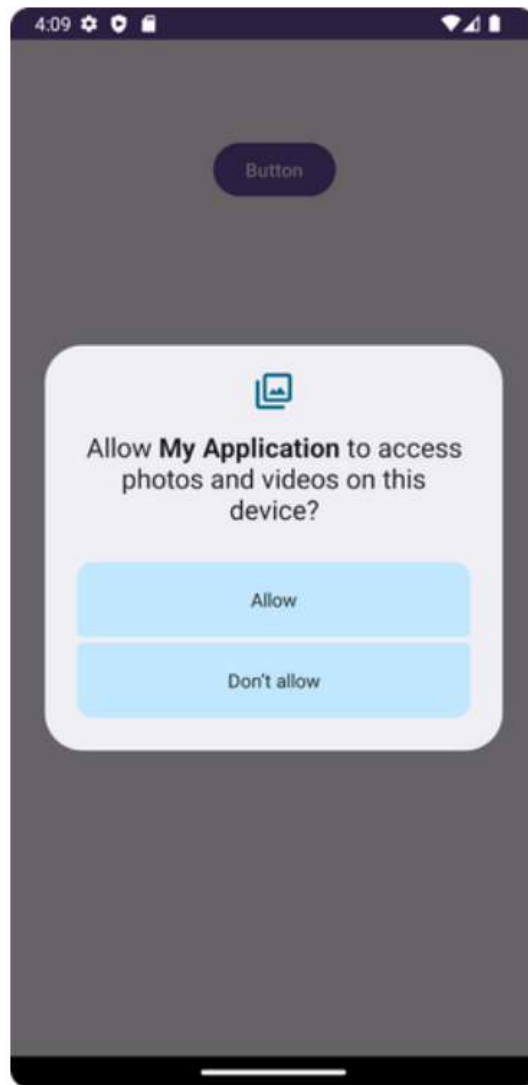 4:09
Button
Allow My Application to access
photos and videos on this
device?
Allow
Don't allow